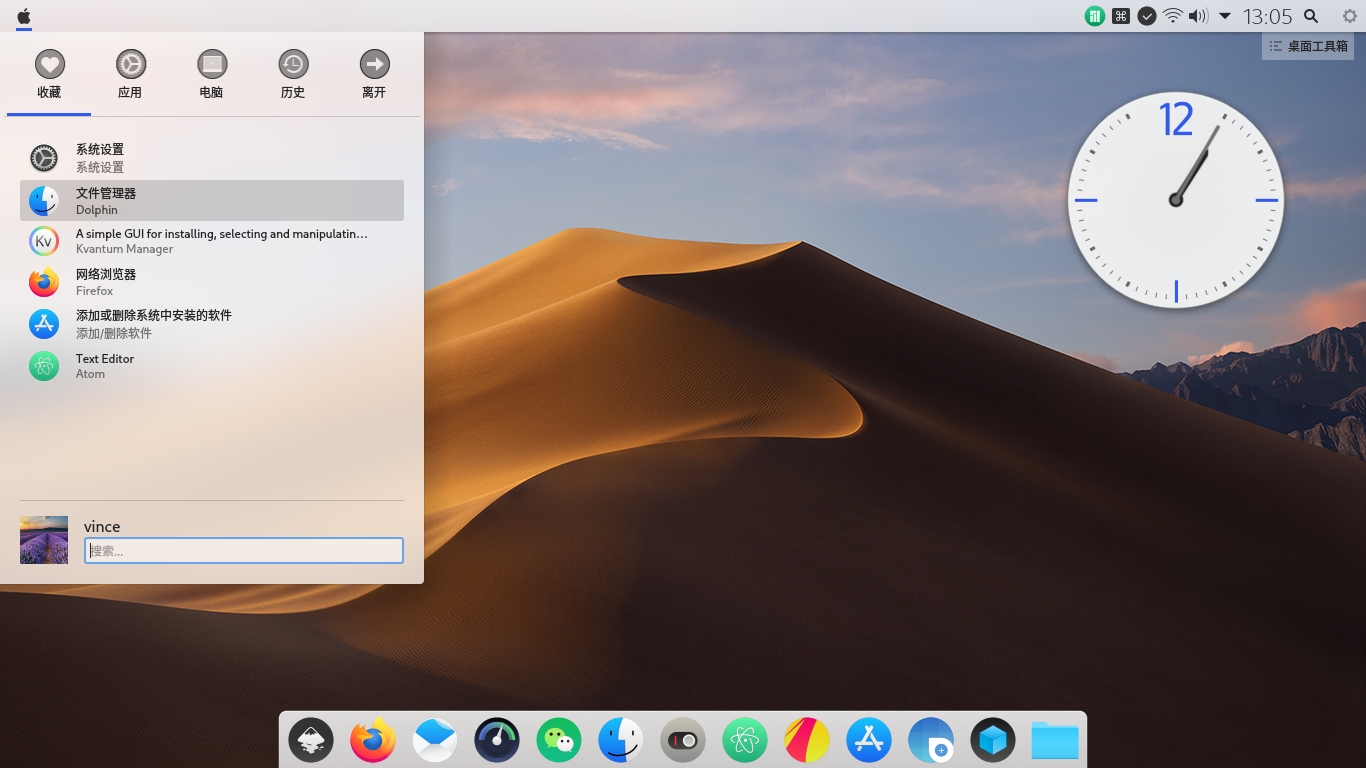 13:05
桌面工具箱
收藏
应用
电脑
历史
离开
12
系统设置
系统设置
文件管理器
Dolphin
Kv
A simple GUI for installing, selecting and manipulatin...
Kvantum Manager
网络浏览器
Firefox
添加或删除系统中安装的软件
添加/删除软件
Text Editor
Atom
vince
搜索...